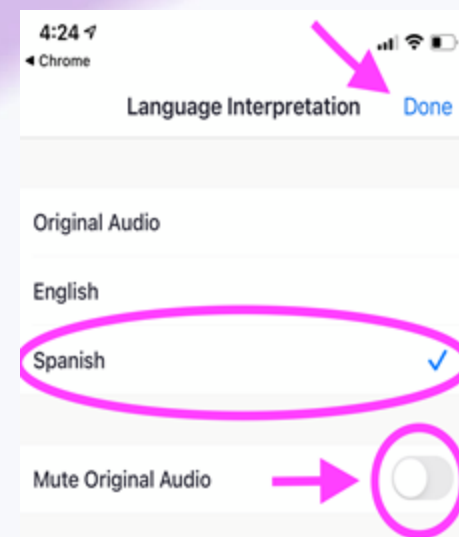 4:24
Chrome
Language Interpretation Done
Original Audio
English
Spanish
Mute Original Audio